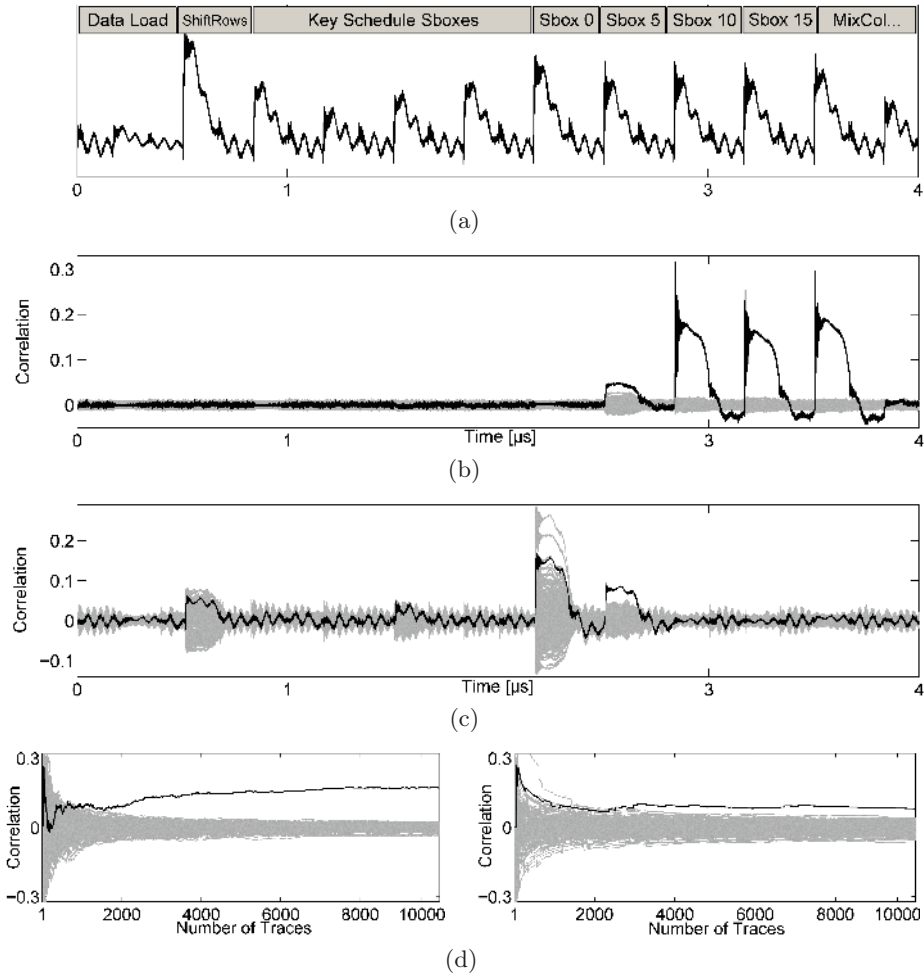 Data Load ShiftRows Key Schedule Sboxes Sbox 0 Sbox 5 Sbox 10 Sbox 15 MixCol...
0 1 3 4
(a)
0.3
0.2
0.1
0
Correlation
0 1 Time [µs] 3 4
(b)
0.2
0.1
0
−0.1
Correlation
0 1 Time [µs] 3 4
(c)
0.3
0
−0.3
Correlation
1 2000 4000 6000 8000 10000
Number of Traces
0.3
0
−0.3
Correlation
1 2000 4000 6000 8000 10000
Number of Traces
(d)